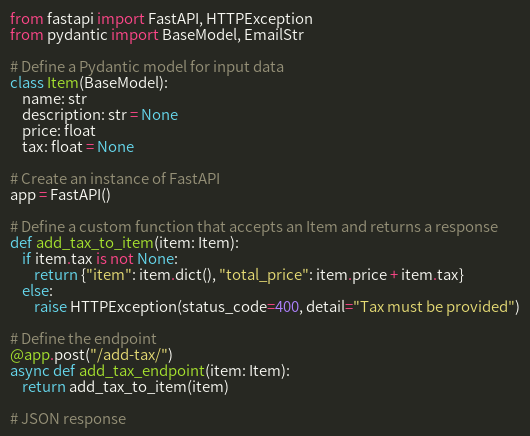 from fastapi import FastAPI, HTTPException
from pydantic import BaseModel, EmailStr

# Define a Pydantic model for input data
class Item(BaseModel):
    name: str
    description: str = None
    price: float
    tax: float = None

# Create an instance of FastAPI
app = FastAPI()

# Define a custom function that accepts an Item and returns a response
def add_tax_to_item(item: Item):
    if item.tax is not None:
        return {"item": item.dict(), "total_price": item.price + item.tax}
    else:
        raise HTTPException(status_code=400, detail="Tax must be provided")

# Define the endpoint
@app.post("/add-tax/")
async def add_tax_endpoint(item: Item):
    return add_tax_to_item(item)

# JSON response